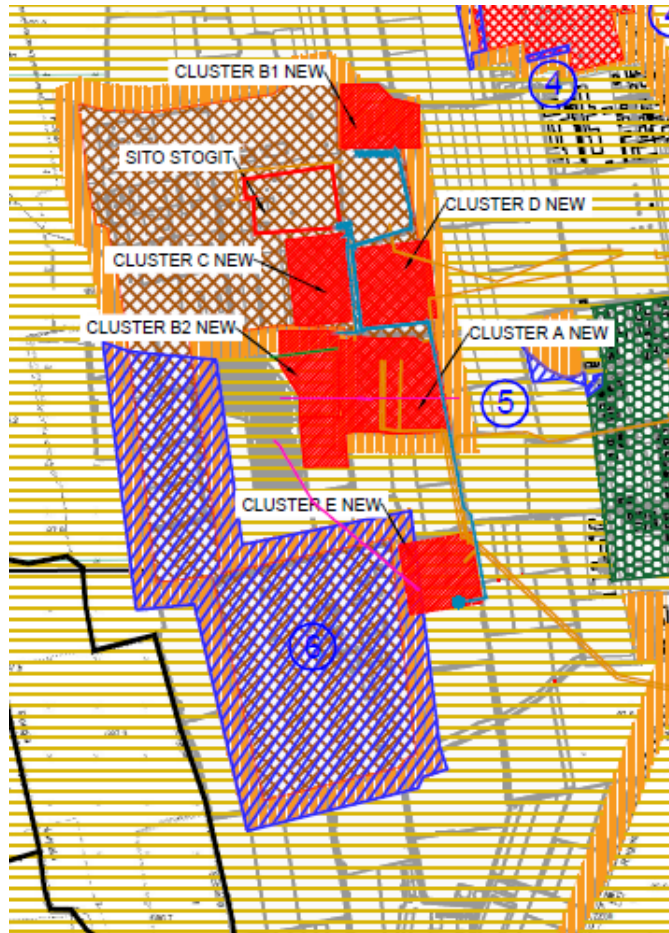 CLUSTER B1 NEW
4
SITO STOGIT
CLUSTER D NEW
CLUSTER C NEW
CLUSTER B2 NEW
CLUSTER A NEW
5
CLUSTER E NEW
6